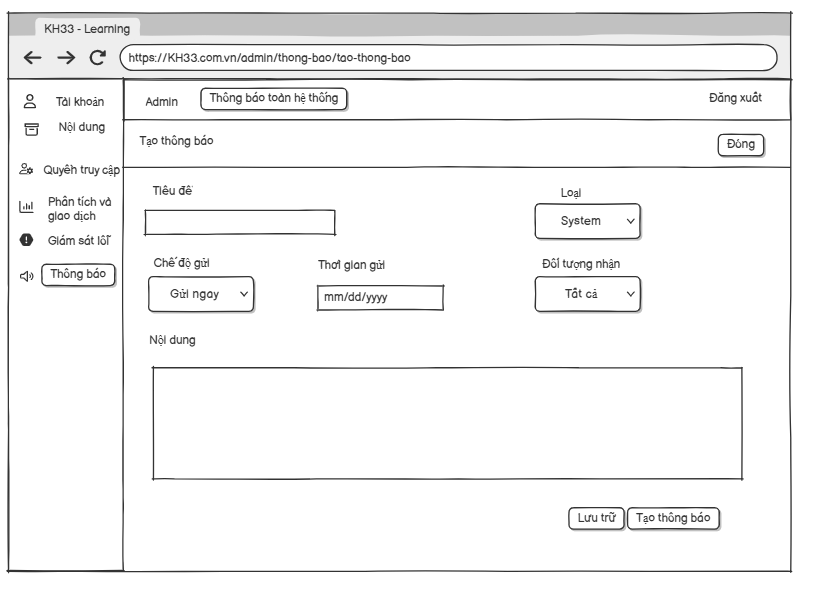 KH33 - Learning
https://KH33.com.vn/admin/thong-bao/tao-thong-bao
Tài khoản
Nội dung
Quyền truy cập
Phân tích và
giao dịch
Giám sát lỗi
Thông báo
Admin
Thông báo toàn hệ thống
Đăng xuất
Tạo thông báo
Đóng
Tiêu đề
Loại
System
Chế độ gửi
Thời gian gửi
Đối tượng nhận
Gửi ngay
mm/dd/yyyy
Tất cả
Nội dung
Lưu trữ
Tạo thông báo